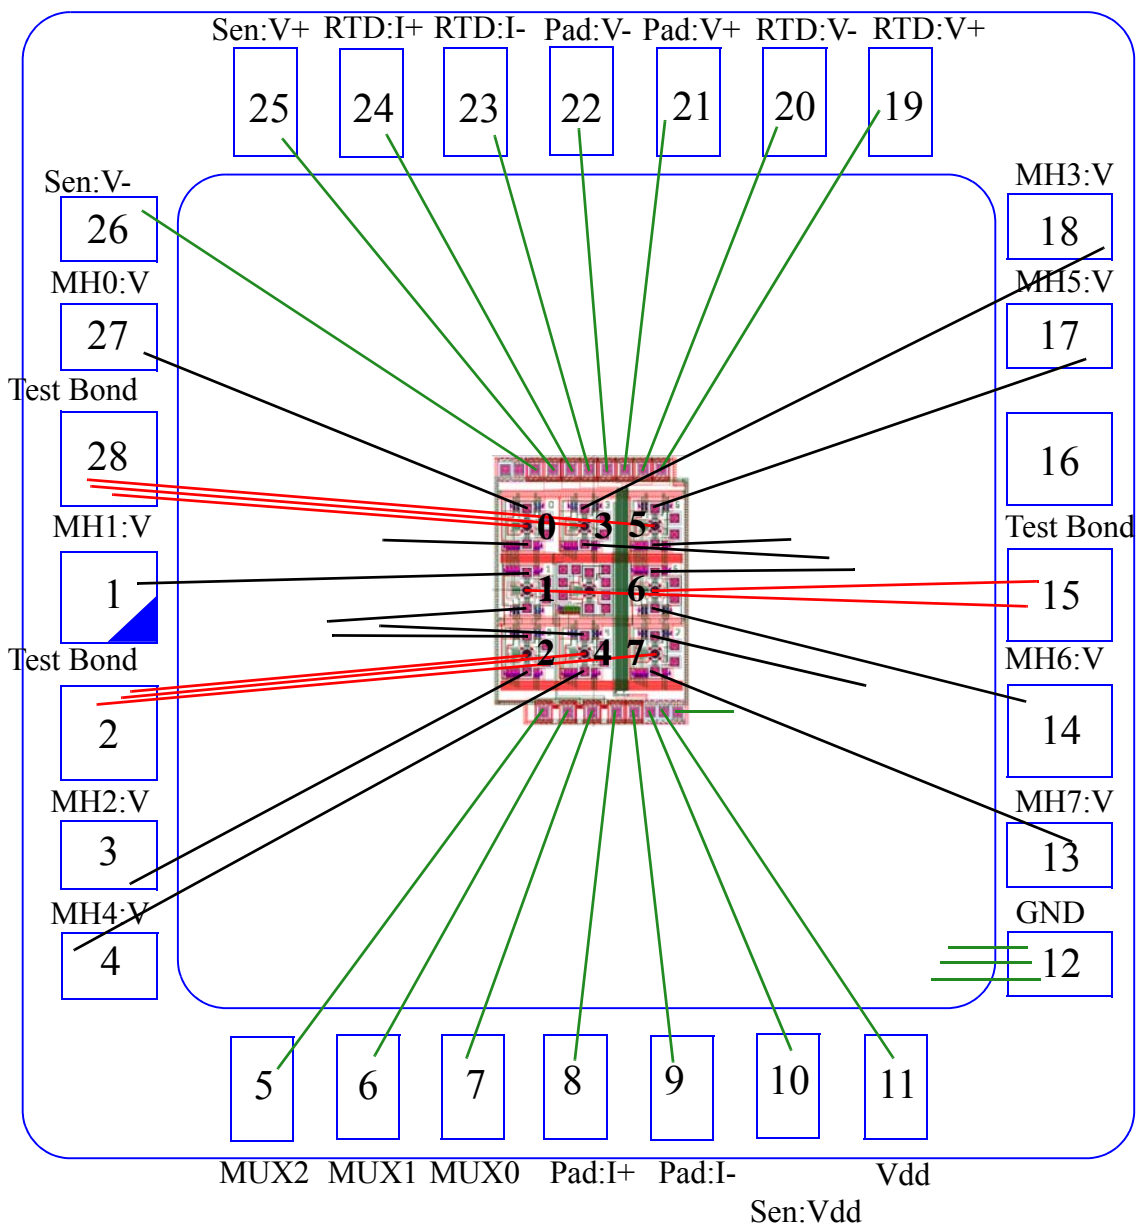 Sen:V+ RTD:I+ RTD:I- Pad:V- Pad:V+ RTD:V- RTD:V+
25 24 23 22 21 20 19
Sen:V-
26
MH0:V
27
Test Bond
28
MH1:V
1
Test Bond
2
MH2:V
3
MH4:V
4
MH3:V
18
MH5:V
17
16
Test Bond
15
MH6:V
14
MH7:V
13
GND
12
0 3 5
1 6
2 4 7
5 6 7 8 9 10 11
MUX2 MUX1 MUX0 Pad:I+ Pad:I- Vdd
Sen:Vdd